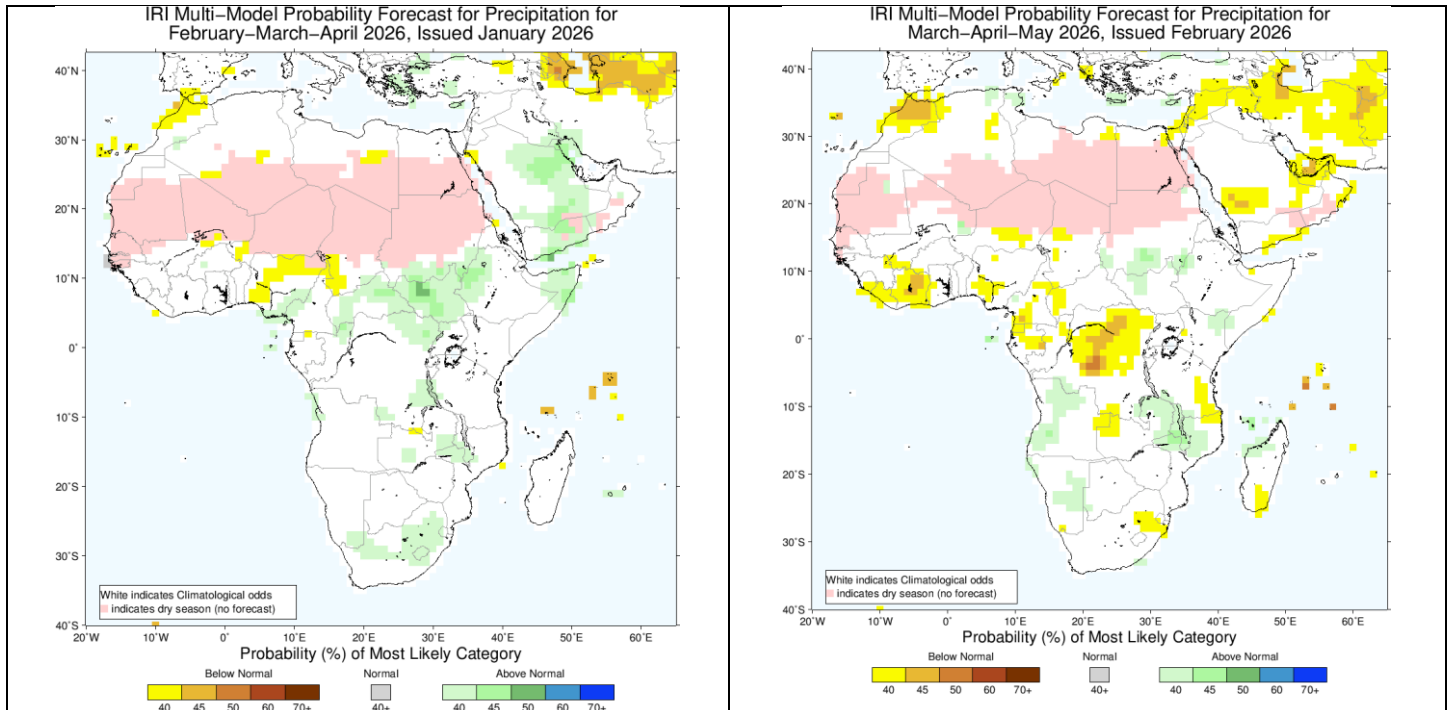 IRI Multi−Model Probability Forecast for Precipitation for
February−March−April 2026, Issued January 2026
40˚N
30˚N
20˚N
10˚N
0˚
10˚S
20˚S
30˚S
40˚S
White indicates Climatological odds
indicates dry season (no forecast)
20˚W 10˚W 0˚ 10˚E 20˚E 30˚E 40˚E 50˚E 60˚E
Probability (%) of Most Likely Category
Below Normal Normal Above Normal
40 45 50 60 70+ 40+ 40 45 50 60 70+
IRI Multi−Model Probability Forecast for Precipitation for
March−April−May 2026, Issued February 2026
40˚N
30˚N
20˚N
10˚N
0˚
10˚S
20˚S
30˚S
40˚S
White indicates Climatological odds
indicates dry season (no forecast)
20˚W 10˚W 0˚ 10˚E 20˚E 30˚E 40˚E 50˚E 60˚E
Probability (%) of Most Likely Category
Below Normal Normal Above Normal
40 45 50 60 70+ 40+ 40 45 50 60 70+